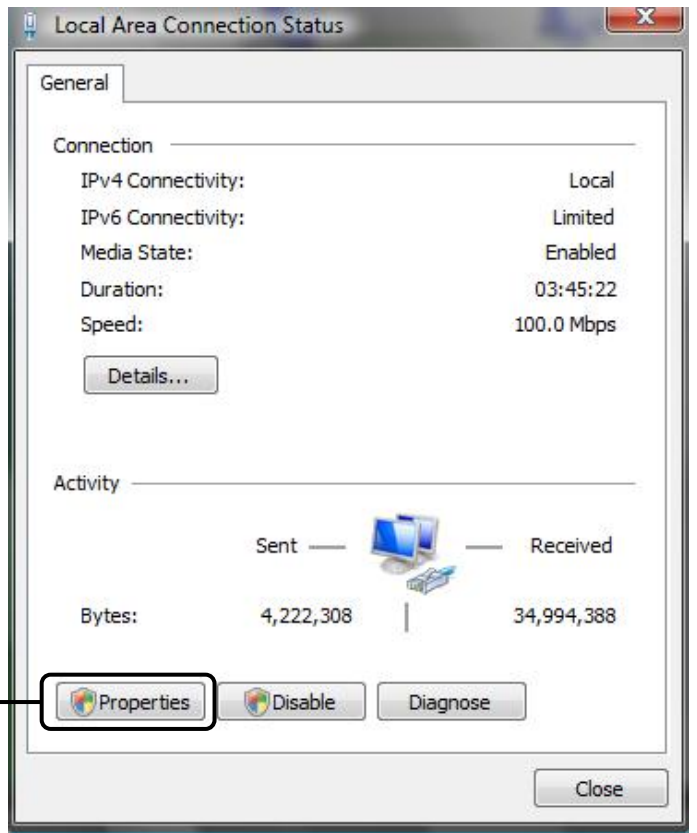 Local Area Connection Status
General
Connection
IPv4 Connectivity: Local
IPv6 Connectivity: Limited
Media State: Enabled
Duration: 03:45:22
Speed: 100.0 Mbps
Details...
Activity
Sent Received
Bytes: 4,222,308 34,994,388
Properties Disable Diagnose
Close